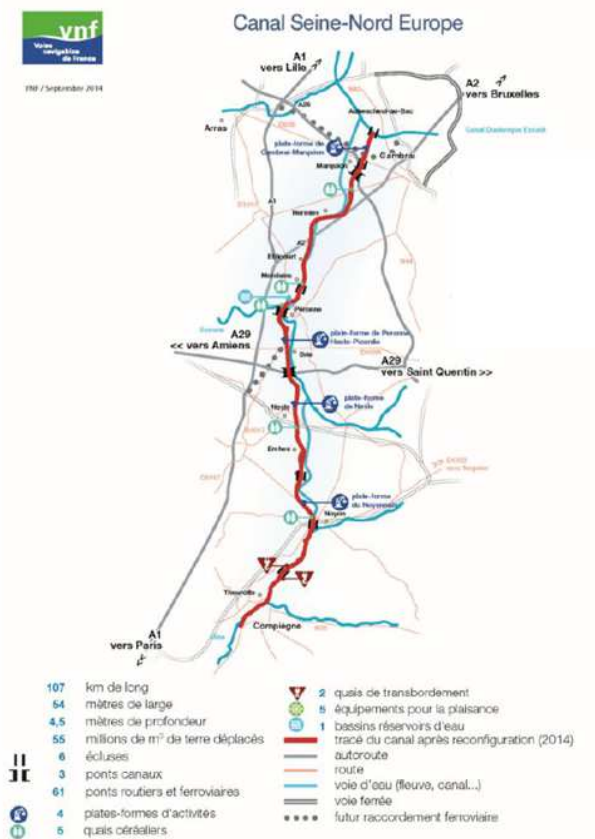 vnf
Voies
navigables
de France
VNF / Septembre 2014
Canal Seine-Nord Europe
A1
vers Lille
A2
vers Bruxelles
A26
Arras
Aubencheul-au-Bac
plate-forme de
Cambrai-Marquion
Cambrai
Marquion
A1
A2
Péronne
plate-forme de Péronne
Haute-Picardie
A29
<< vers Amiens
A29
vers Saint Quentin >>
plate-forme
de Nesle
Nesle
plate-forme
du Noyonnais
Noyon
Thourotte
Compiègne
Oise
A1
vers Paris
107 km de long
54 mètres de large
4,5 mètres de profondeur
55 millions de m³ de terre déplacés
6 écluses
3 ponts canaux
61 ponts routiers et ferroviaires
4 plates-formes d'activités
5 quais céréaliers
2 quais de transbordement
5 équipements pour la plaisance
1 bassins réservoirs d'eau
tracé du canal après reconfiguration (2014)
autoroute
route
voie d'eau (fleuve, canal...)
voie ferrée
futur raccordement ferroviaire